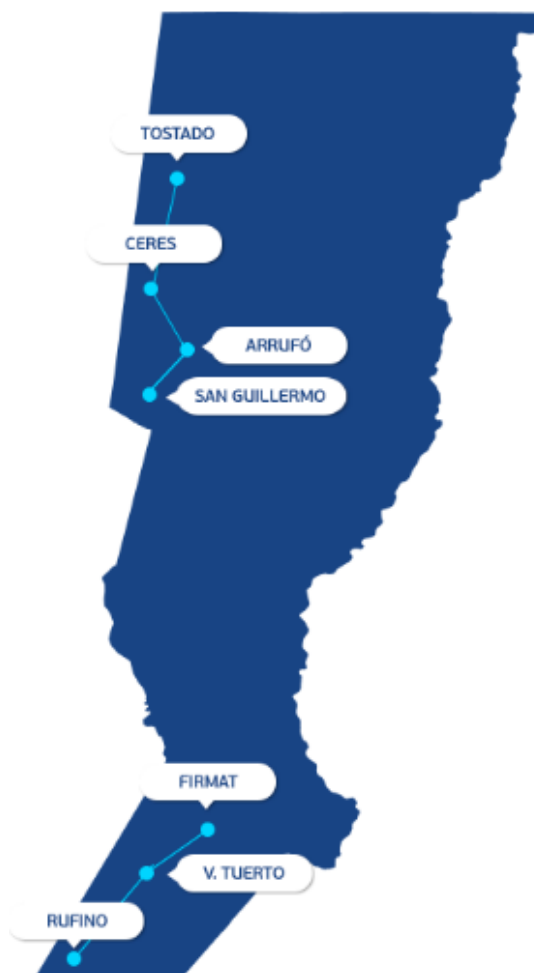 TOSTADO
CERES
ARRUFÓ
SAN GUILLERMO
FIRMAT
V. TUERTO
RUFINO